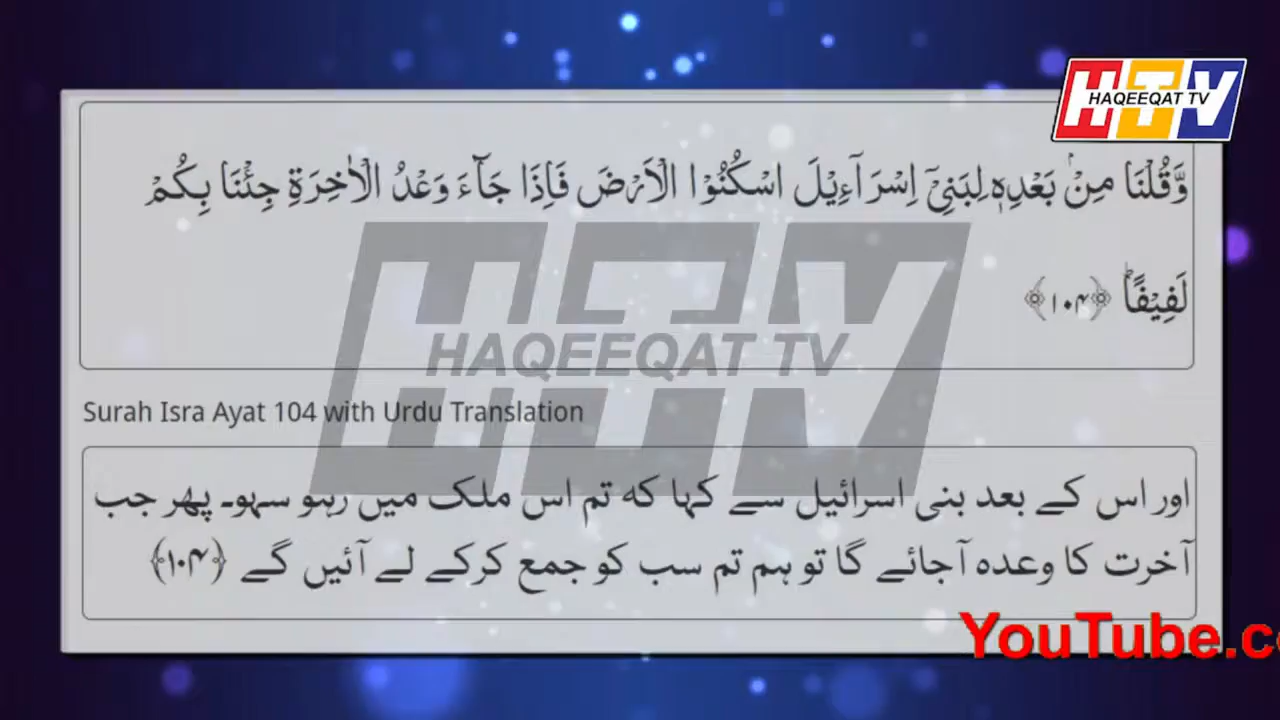 HTV
HAQEEQAT TV
وَّقُلْنَا مِنْۢ بَعْدِهٖ لِبَنِيْٓ اِسْرَآءِيْلَ اسْكُنُوا الْاَرْضَ فَاِذَا جَآءَ وَعْدُ الْاٰخِرَةِ جِئْنَا بِكُمْ
لَفِيْفًاؕ ﴿۱۰۴﴾
HTV
HAQEEQAT TV
Surah Isra Ayat 104 with Urdu Translation
اور اس کے بعد بنی اسرائیل سے کہا کہ تم اس ملک میں رہو سہو۔ پھر جب
آخرت کا وعدہ آجائے گا تو ہم تم سب کو جمع کرکے لے آئیں گے ﴿۱۰۴﴾
YouTube.c